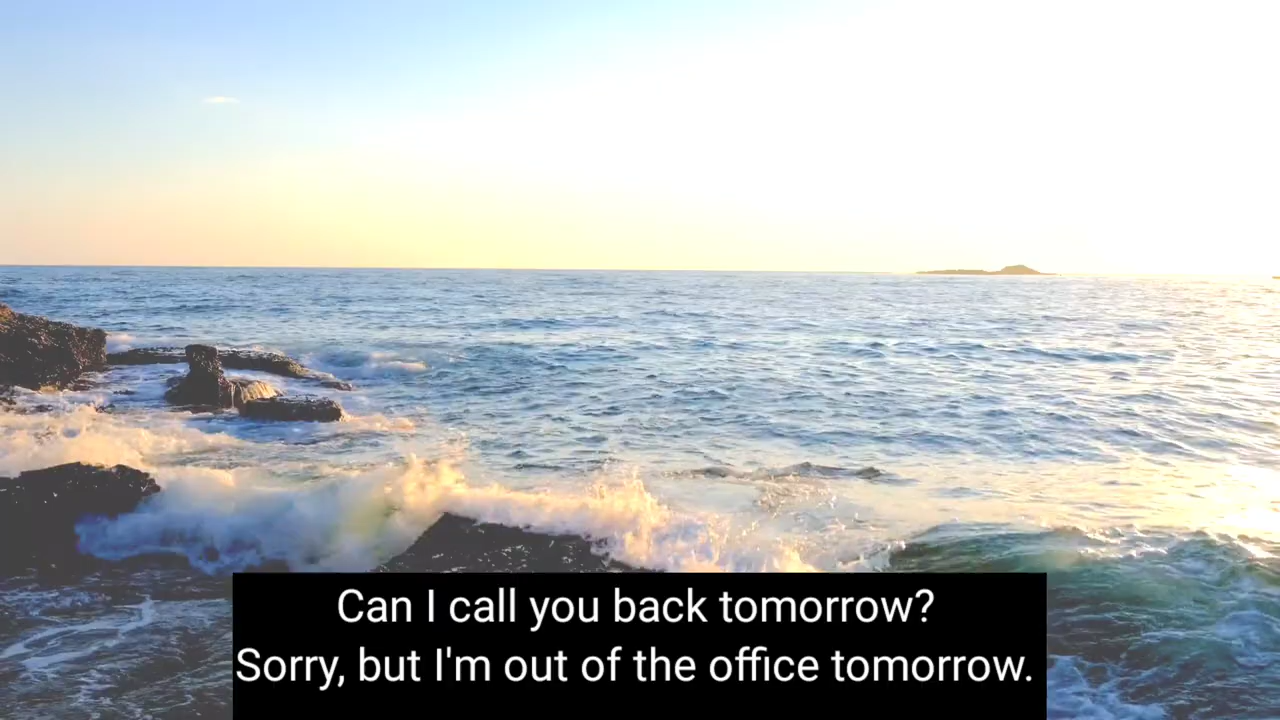 Can I call you back tomorrow?
Sorry, but I'm out of the office tomorrow.